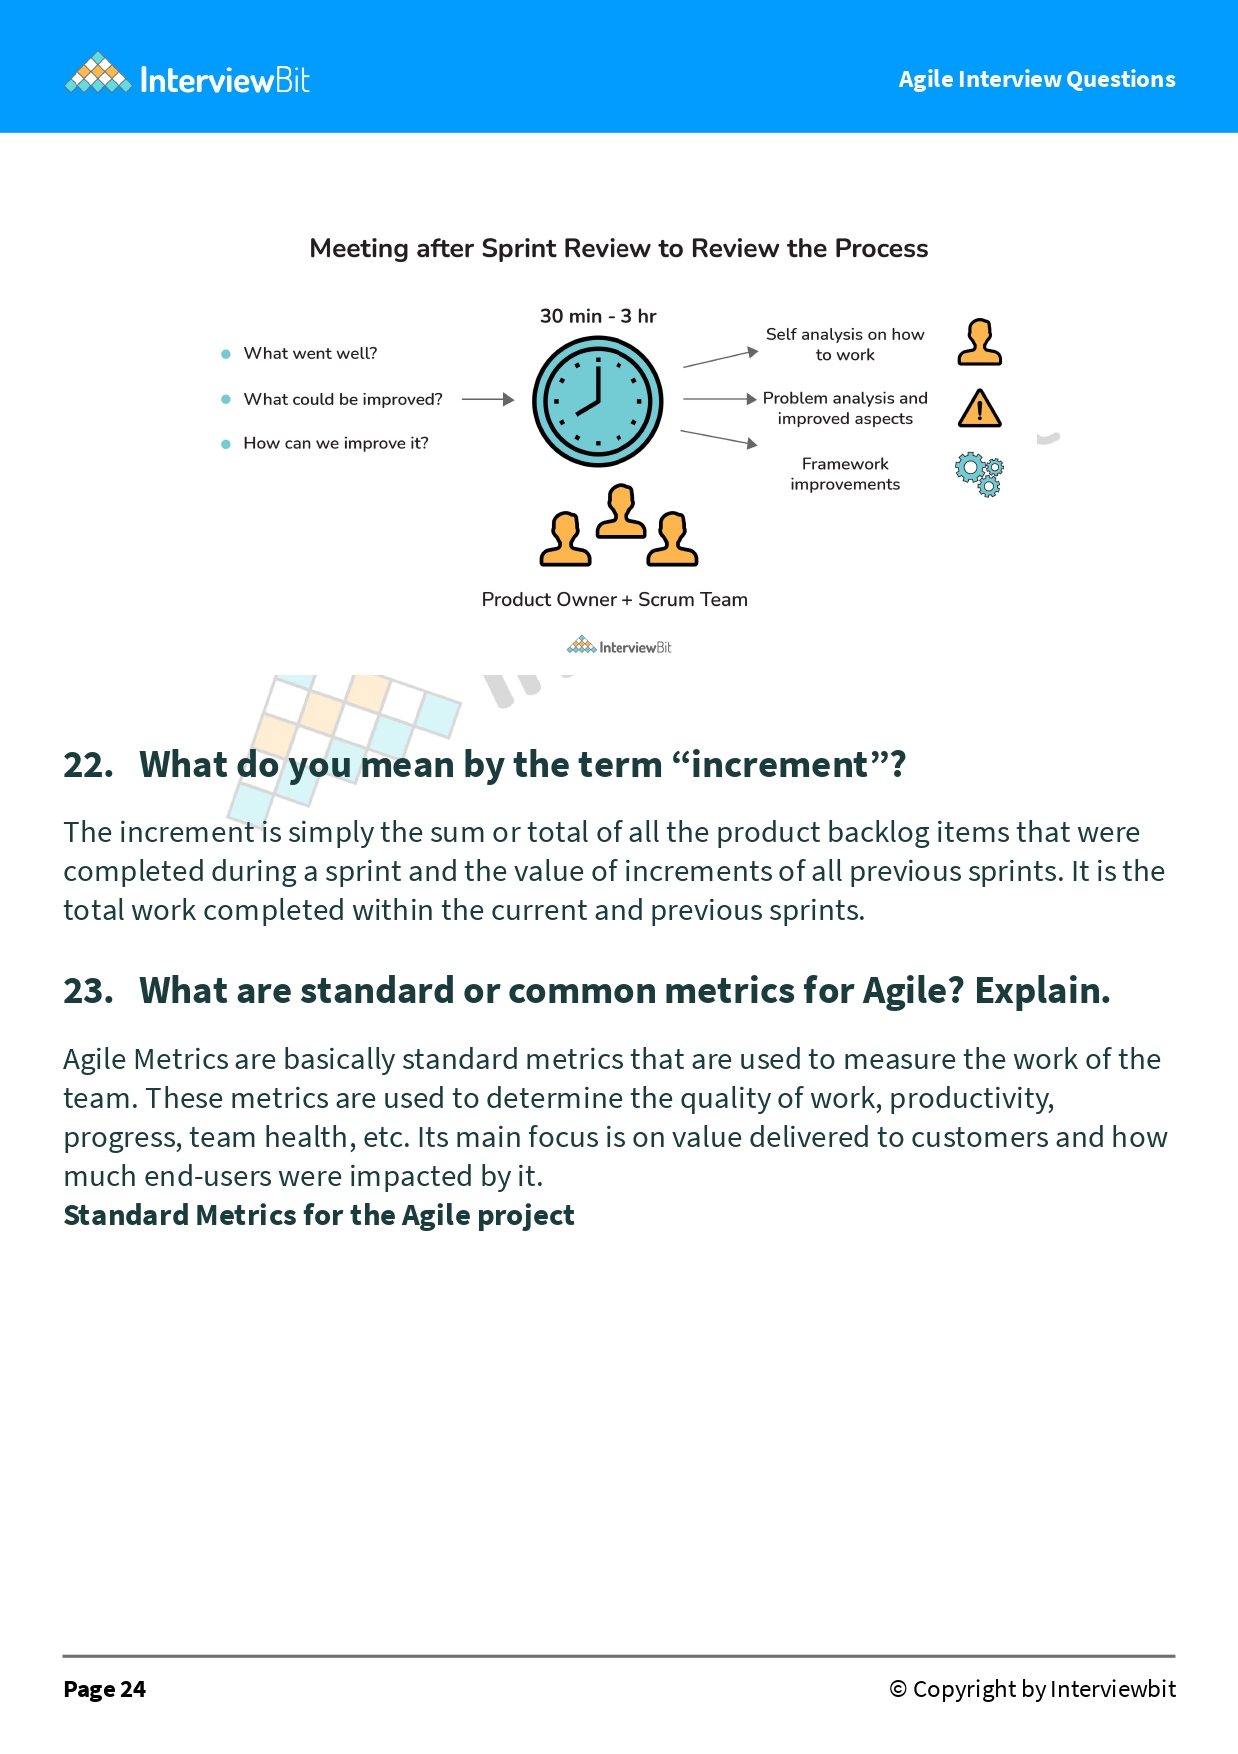 InterviewBit
Agile Interview Questions
Meeting after Sprint Review to Review the Process
30 min - 3 hr
What went well?
What could be improved?
How can we improve it?
Self analysis on how
to work
Problem analysis and
improved aspects
Framework
improvements
Product Owner + Scrum Team
InterviewBit
22. What do you mean by the term “increment”?
The increment is simply the sum or total of all the product backlog items that were
completed during a sprint and the value of increments of all previous sprints. It is the
total work completed within the current and previous sprints.
23. What are standard or common metrics for Agile? Explain.
Agile Metrics are basically standard metrics that are used to measure the work of the
team. These metrics are used to determine the quality of work, productivity,
progress, team health, etc. Its main focus is on value delivered to customers and how
much end-users were impacted by it.
Standard Metrics for the Agile project
Page 24
© Copyright by Interviewbit